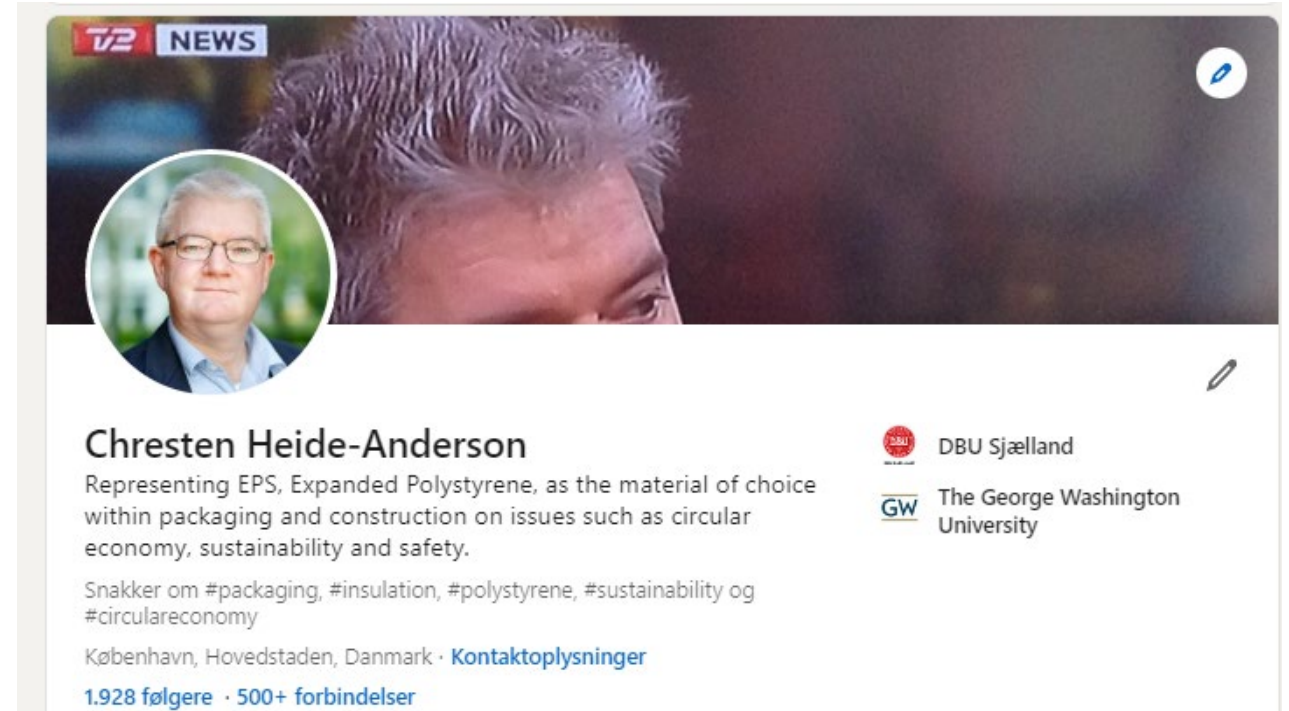 TV2 NEWS
Chresten Heide-Anderson
Representing EPS, Expanded Polystyrene, as the material of choice
within packaging and construction on issues such as circular
economy, sustainability and safety.
Snakker om #packaging, #insulation, #polystyrene, #sustainability og
#circulareconomy
København, Hovedstaden, Danmark · Kontaktoplysninger
1.928 følgere · 500+ forbindelser
DBU
DBU Sjælland
GW
The George Washington
University